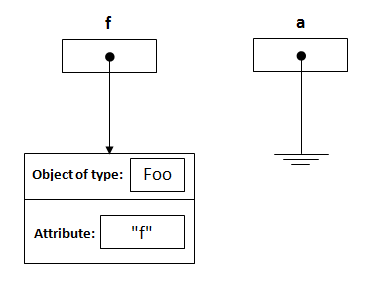 f
a
Object of type: Foo
Attribute: "f"